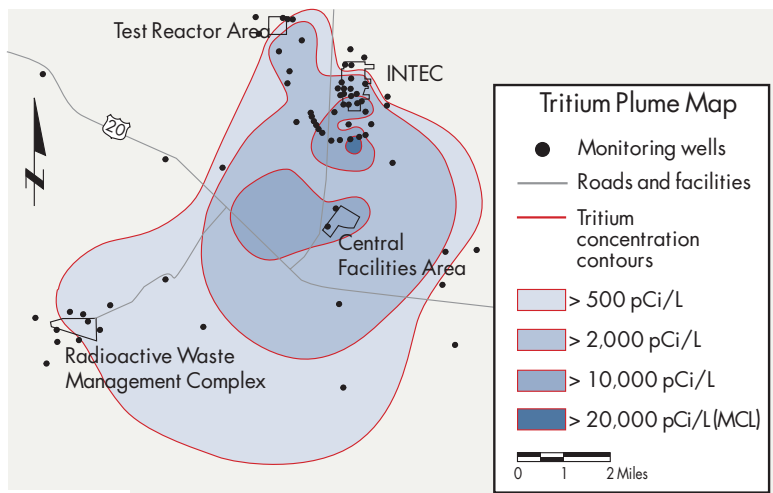 Test Reactor Area
INTEC
20
N
Central
Facilities Area
Radioactive Waste
Management Complex
Tritium Plume Map
Monitoring wells
Roads and facilities
Tritium
concentration
contours
> 500 pCi/L
> 2,000 pCi/L
> 10,000 pCi/L
> 20,000 pCi/L(MCL)
0 1 2 Miles